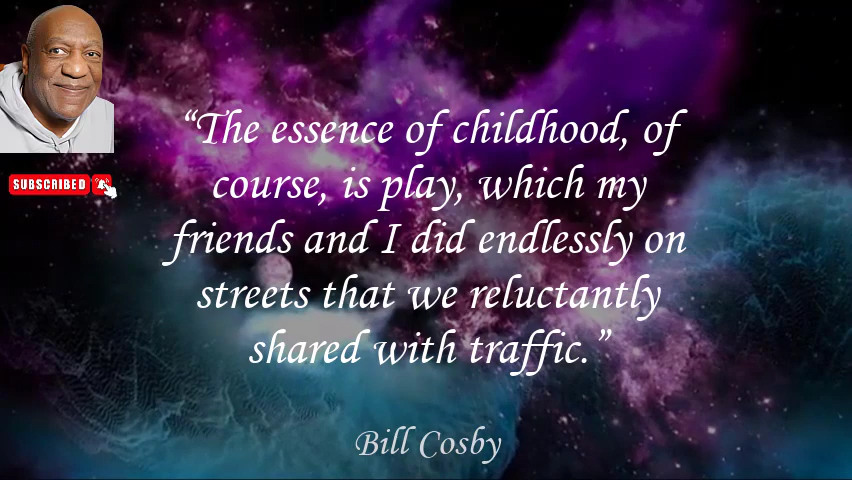 SUBSCRIBED
“The essence of childhood, of
course, is play, which my
friends and I did endlessly on
streets that we reluctantly
shared with traffic.”
Bill Cosby